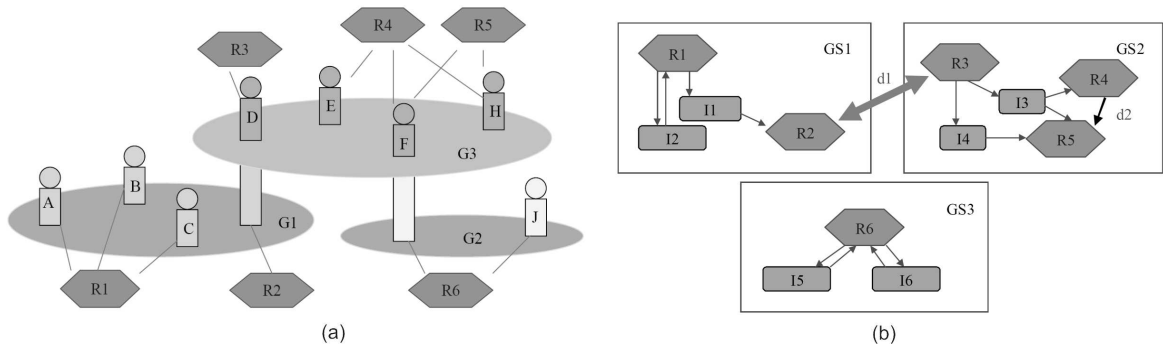 R3
R4
R5
D
E
F
H
G3
A
B
C
G1
J
G2
R1
R2
R6
(a)
GS1
R1
I1
I2
R2
d1
GS2
R3
R4
I3
d2
I4
R5
GS3
R6
I5
I6
(b)